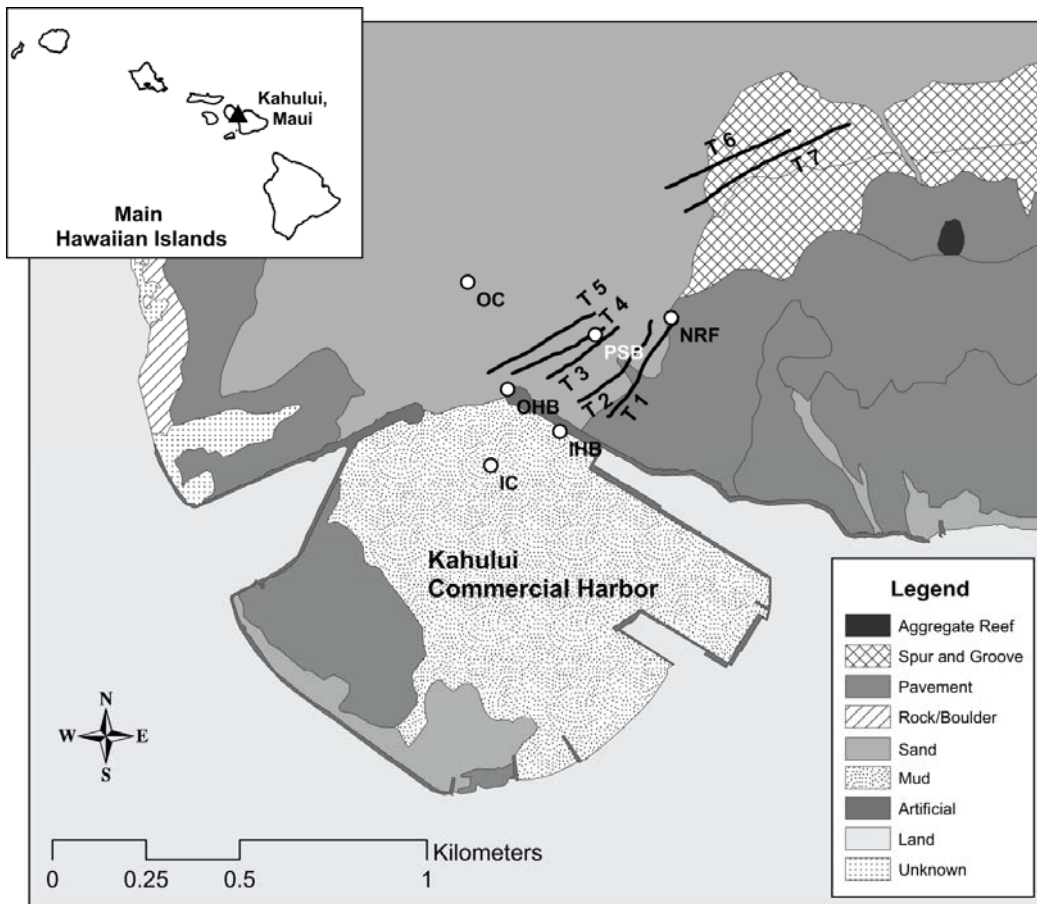 Kahului,
Maui
Main
Hawaiian Islands
T 6
T 7
OC
T 5
T 4
NRF
PSB
T 3
T 2
T 1
OHB
IHB
IC
Kahului
Commercial Harbor
N
W E
S
Kilometers
0 0.25 0.5 1
Legend
Aggregate Reef
Spur and Groove
Pavement
Rock/Boulder
Sand
Mud
Artificial
Land
Unknown